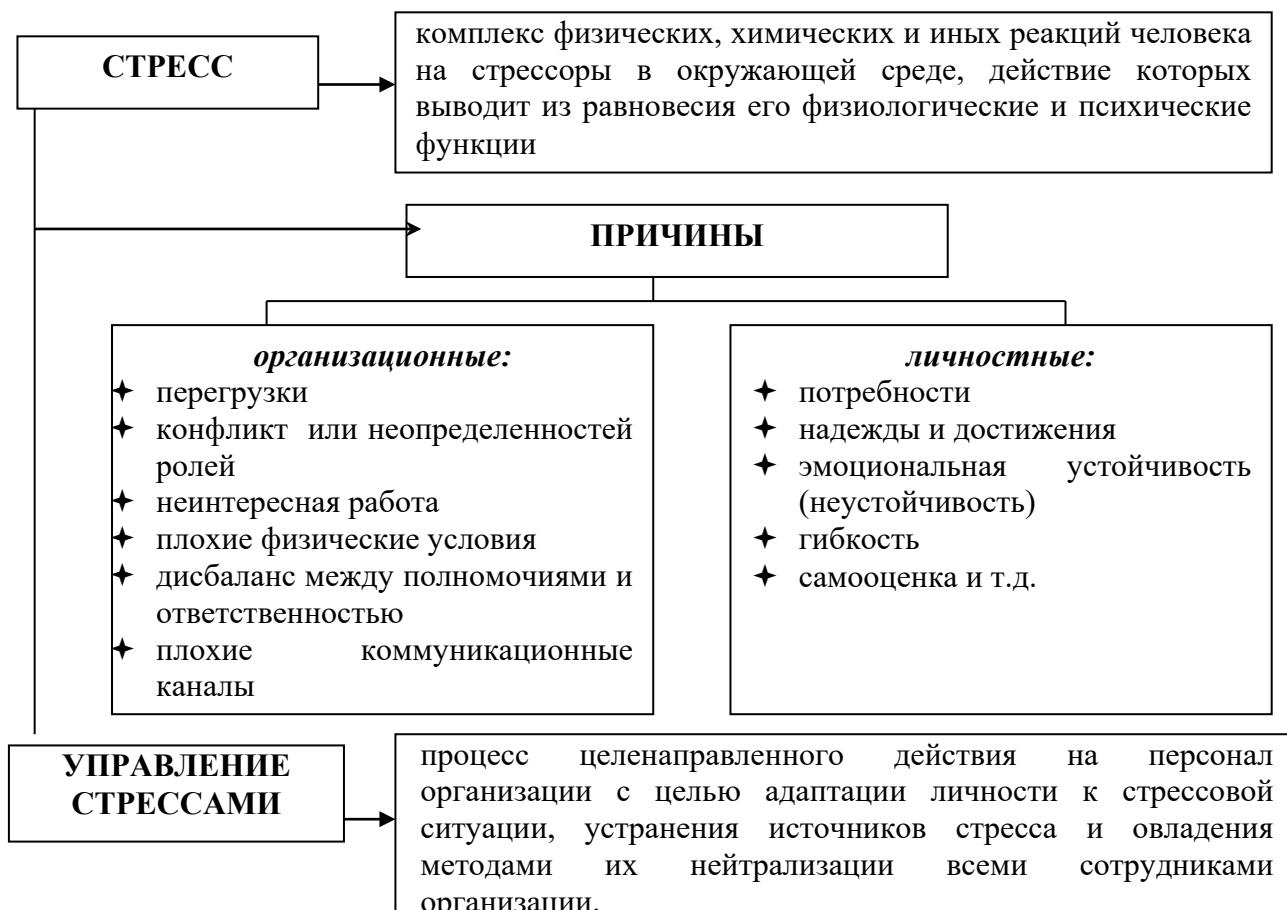 СТРЕСС
комплекс физических, химических и иных реакций человека
на стрессоры в окружающей среде, действие которых
выводит из равновесия его физиологические и психические
функции
ПРИЧИНЫ
организационные:
перегрузки
конфликт или неопределенностей
ролей
неинтересная работа
плохие физические условия
дисбаланс между полномочиями и
ответственностью
плохие коммуникационные
каналы
личностные:
потребности
надежды и достижения
эмоциональная устойчивость
(неустойчивость)
гибкость
самооценка и т.д.
УПРАВЛЕНИЕ
СТРЕССАМИ
процесс целенаправленного действия на персонал
организации с целью адаптации личности к стрессовой
ситуации, устранения источников стресса и овладения
методами их нейтрализации всеми сотрудниками
организации.